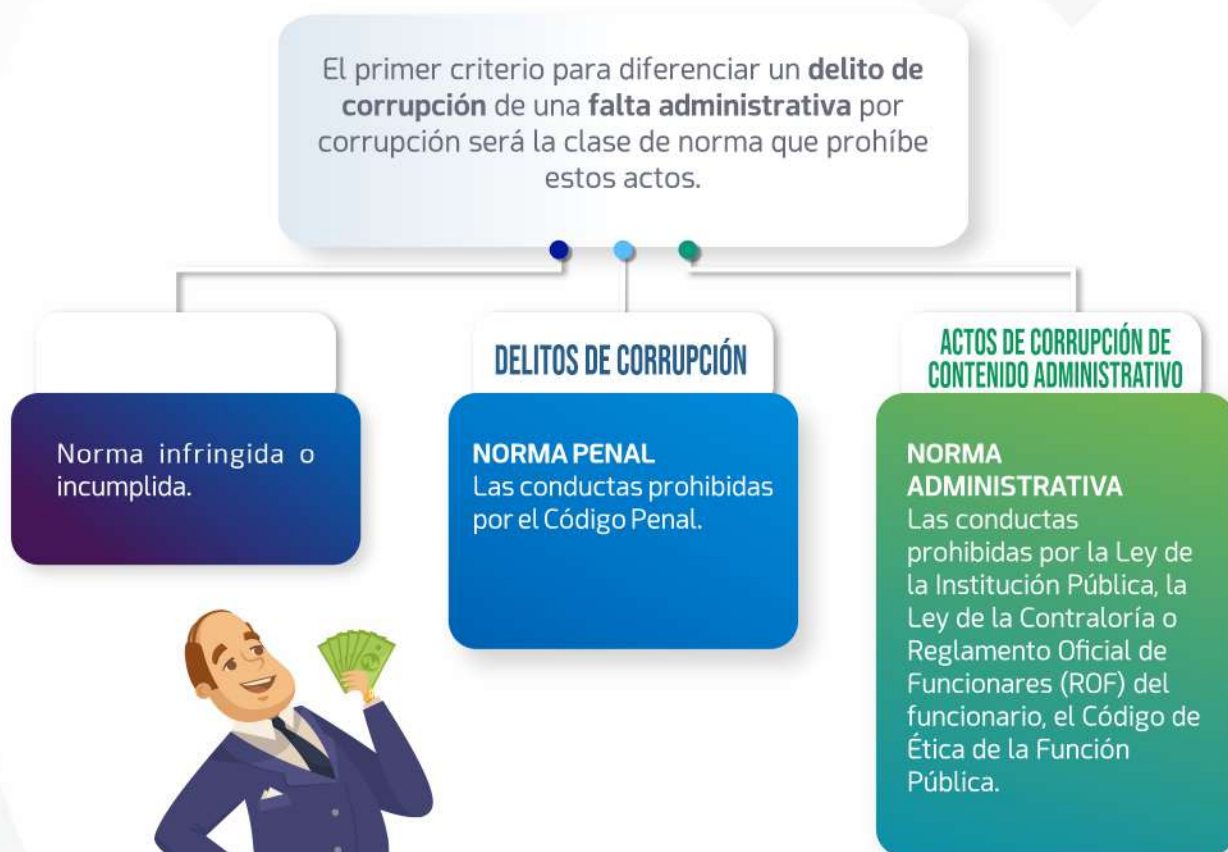 El primer criterio para diferenciar un delito de
corrupción de una falta administrativa por
corrupción será la clase de norma que prohíbe
estos actos.
Norma infringida o
incumplida.
DELITOS DE CORRUPCIÓN
NORMA PENAL
Las conductas prohibidas
por el Código Penal.
ACTOS DE CORRUPCIÓN DE
CONTENIDO ADMINISTRATIVO
NORMA
ADMINISTRATIVA
Las conductas
prohibidas por la Ley de
la Institución Pública, la
Ley de la Contraloría o
Reglamento Oficial de
Funcionares (ROF) del
funcionario, el Código de
Ética de la Función
Pública.